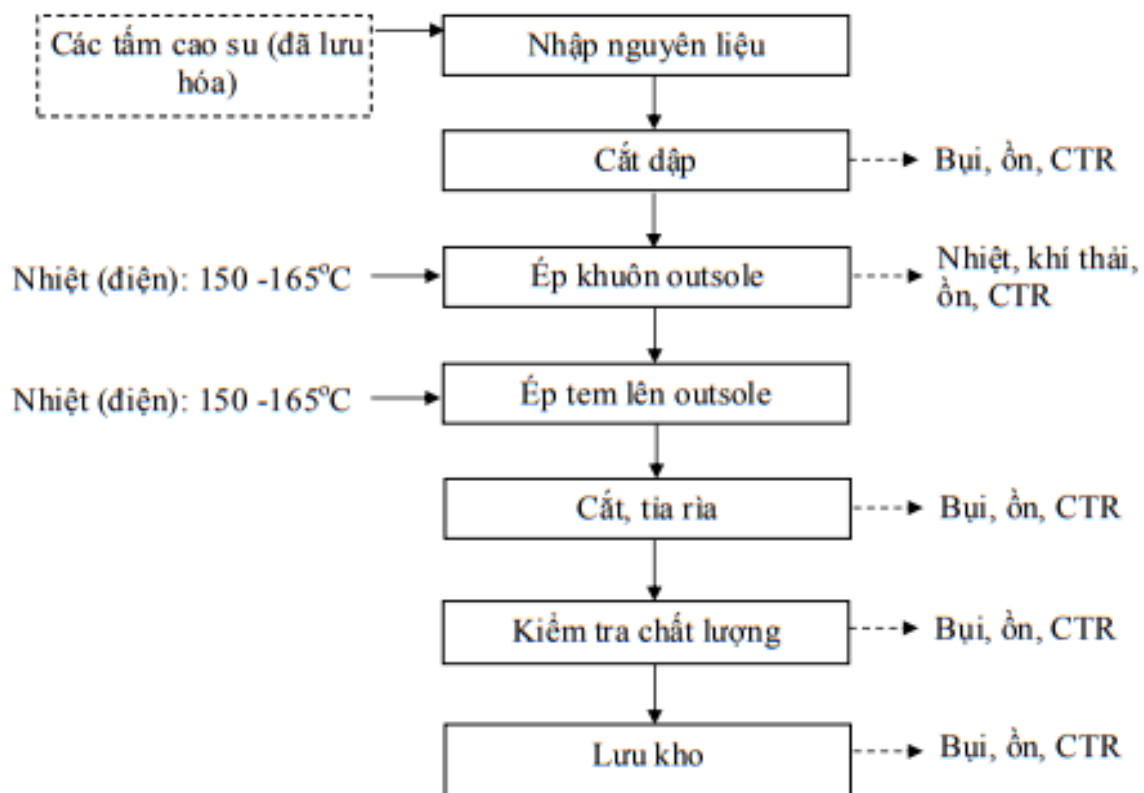 Các tấm cao su (đã lưu
hóa)
Nhập nguyên liệu
Cắt dập
Bụi, ồn, CTR
Nhiệt (điện): 150 -165°C
Ép khuôn outsole
Nhiệt, khí thải,
ồn, CTR
Nhiệt (điện): 150 -165°C
Ép tem lên outsole
Cắt, tỉa rìa
Bụi, ồn, CTR
Kiểm tra chất lượng
Bụi, ồn, CTR
Lưu kho
Bụi, ồn, CTR